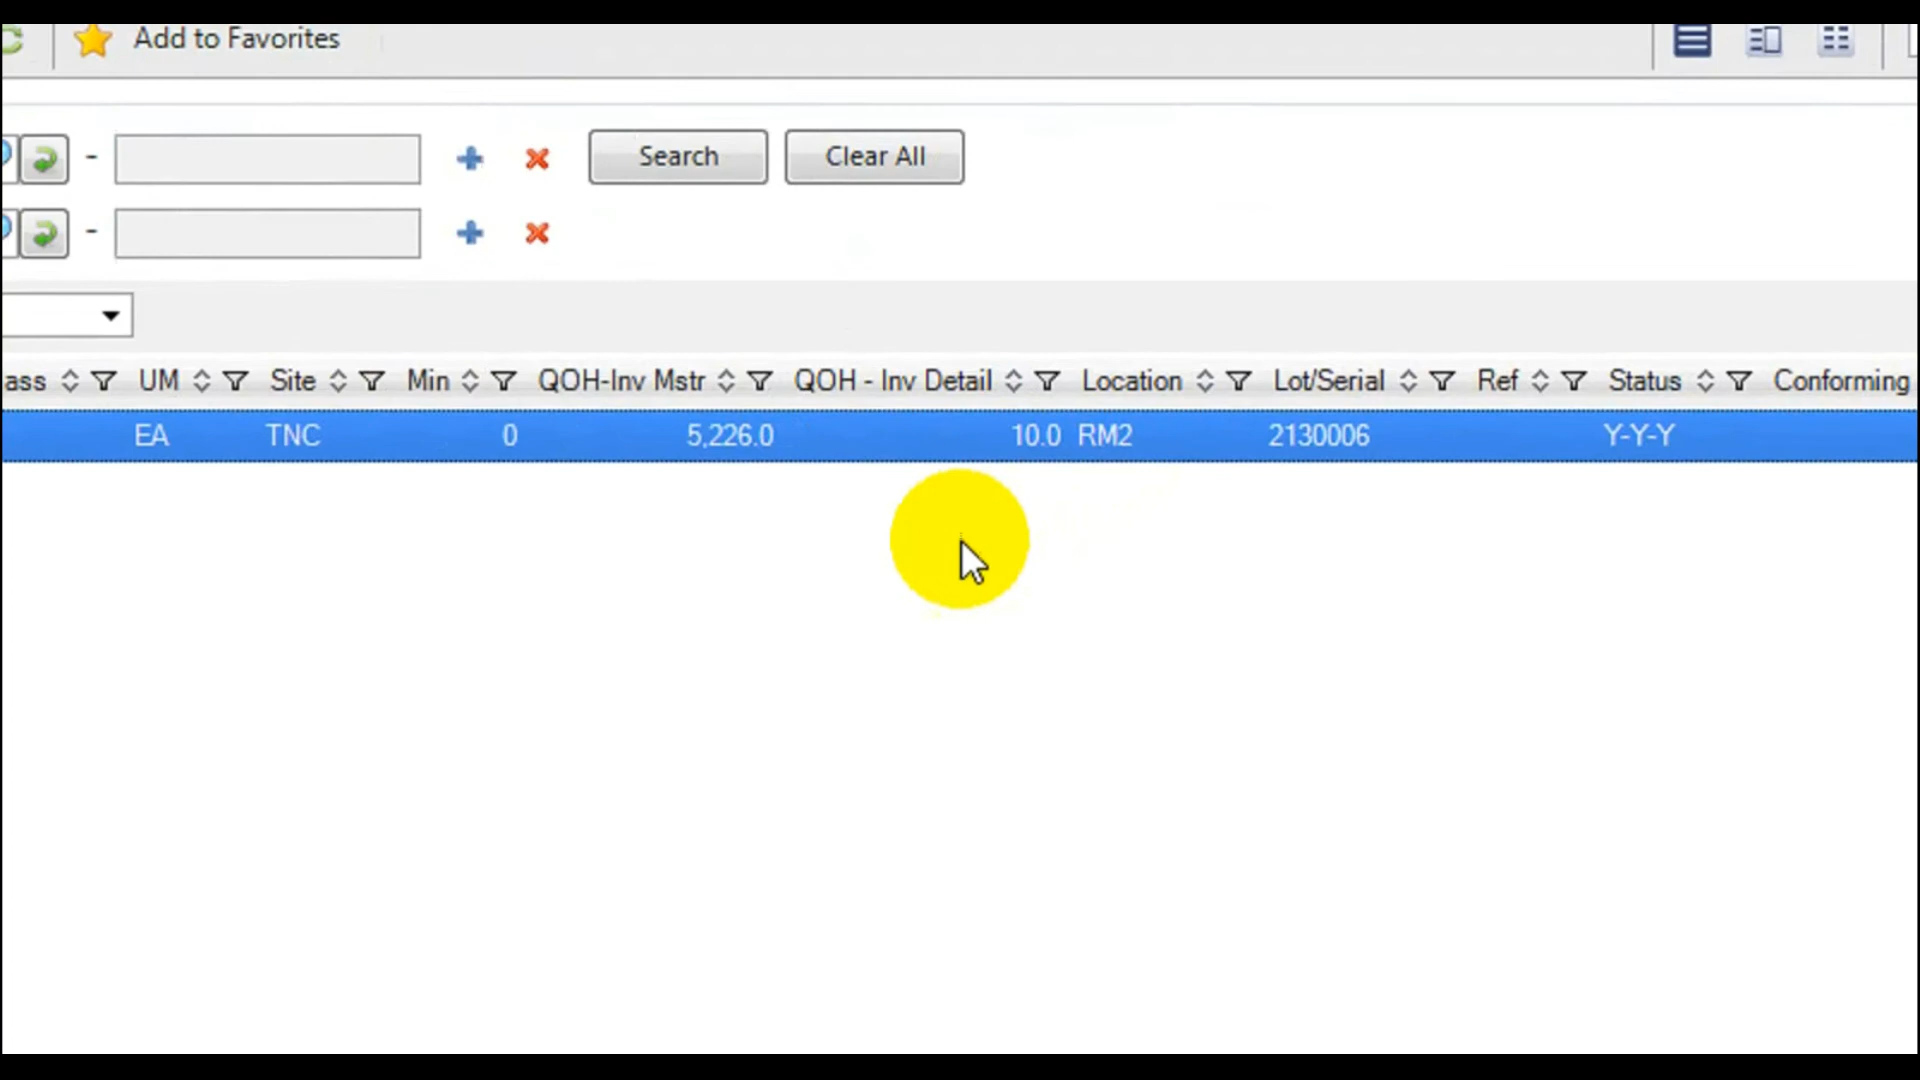 Add to Favorites
- Search Clear All
-
ass UM Site Min QOH-Inv Mstr QOH - Inv Detail Location Lot/Serial Ref Status Conforming
EA TNC 0 5,226.0 10.0 RM2 2130006 Y-Y-Y